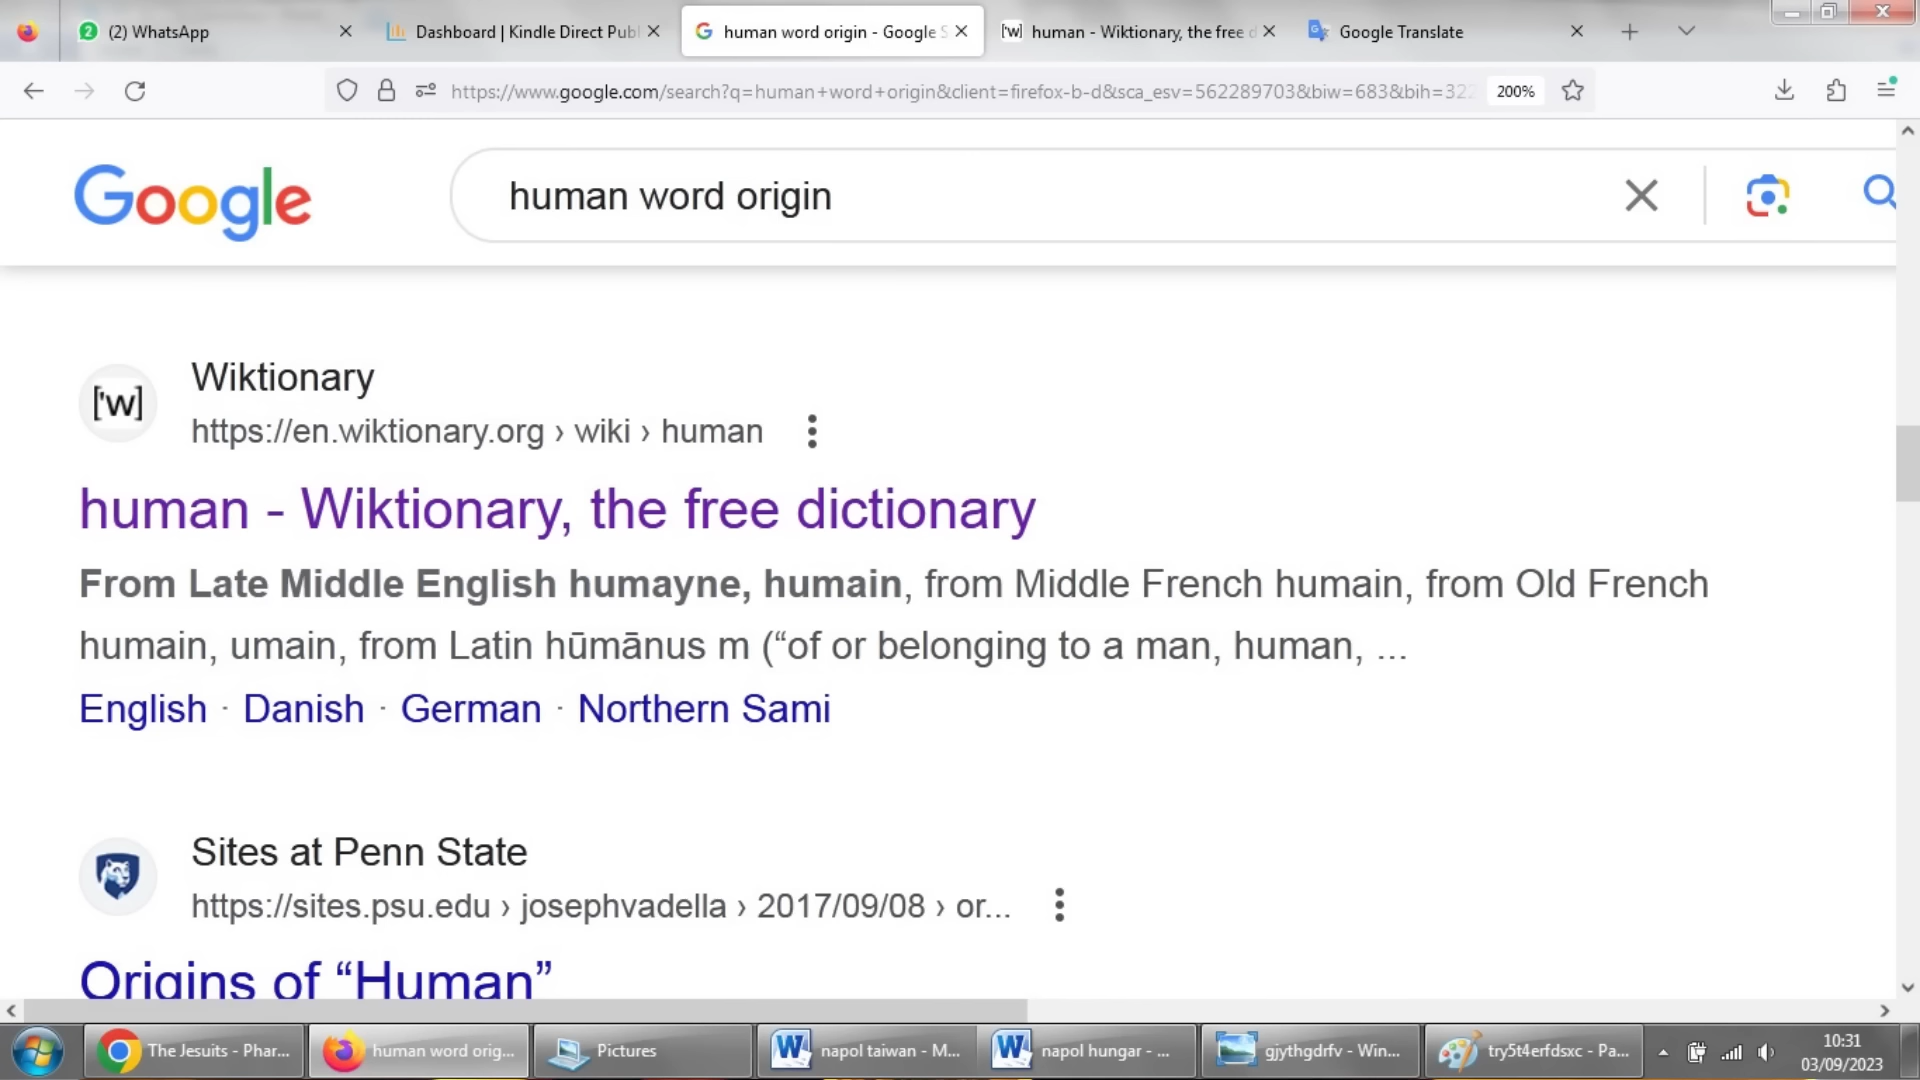 (2) WhatsApp
Dashboard | Kindle Direct Publ
human word origin - Google S
['w] human - Wiktionary, the free d
Google Translate
https://www.google.com/search?q=human+word+origin&client=firefox-b-d&sca_esv=562289703&biw=683&bih=322
200%
Google
human word origin
['w]
Wiktionary
https://en.wiktionary.org › wiki › human
human - Wiktionary, the free dictionary
From Late Middle English humayne, humain, from Middle French humain, from Old French
humain, umain, from Latin hūmānus m (“of or belonging to a man, human, ...
English · Danish · German · Northern Sami
Sites at Penn State
https://sites.psu.edu › josephvadella › 2017/09/08 › or...
Origins of “Human”
The Jesuits - Phar...
human word orig...
Pictures
napol taiwan - M...
napol hungar - ...
gjythgdrfv - Win...
try5t4erfdsxc - Pa...
10:31
03/09/2023